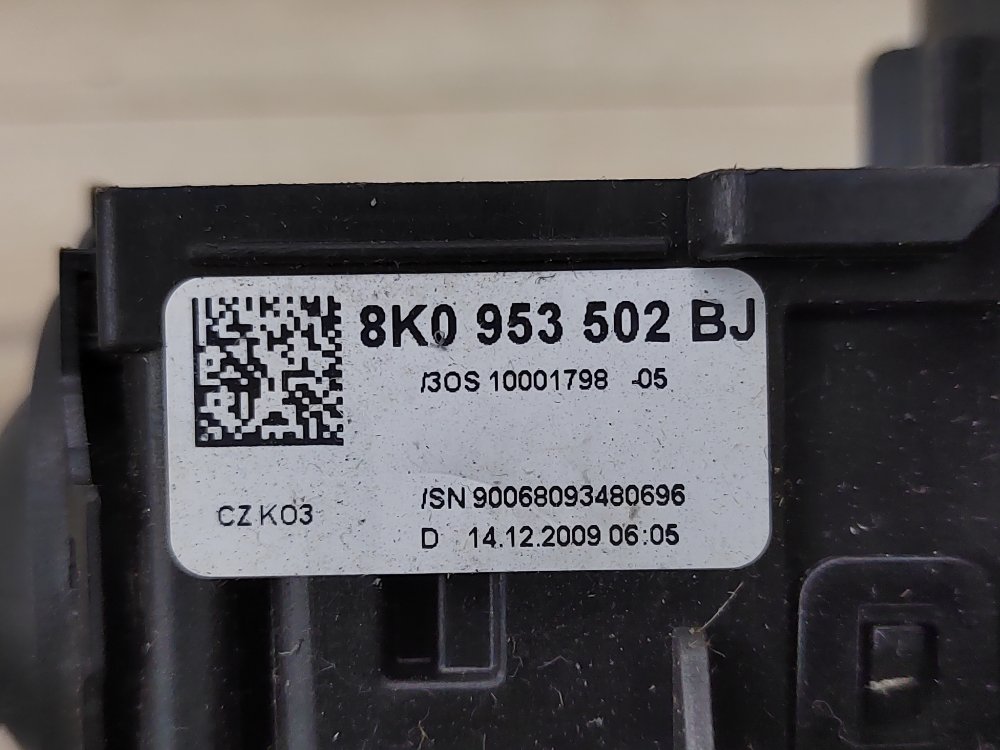 8K0 953 502 BJ
/3OS 10001798 -05
/SN 90068093480696
CZ K03
D 14.12.2009 06:05